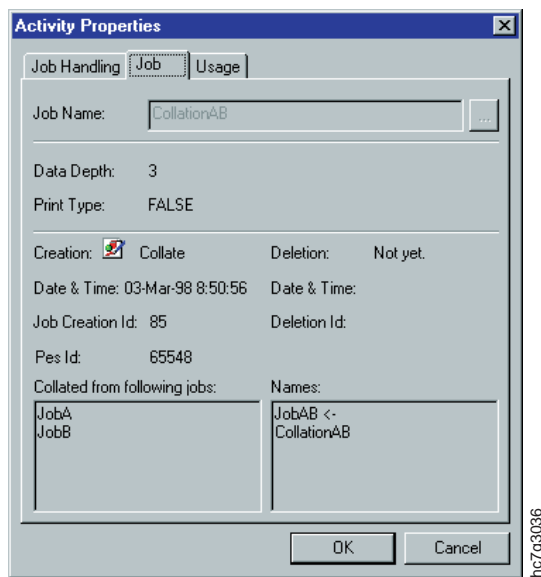 Activity Properties
Job Handling Job Usage
Job Name: CollationAB ...
Data Depth: 3
Print Type: FALSE
Creation: Collate Deletion: Not yet.
Date & Time: 03-Mar-98 8:50:56 Date & Time:
Job Creation Id: 85 Deletion Id:
Pes Id: 65548
Collated from following jobs: Names:
JobA JobAB <-
JobB CollationAB
OK Cancel
hc7q3036